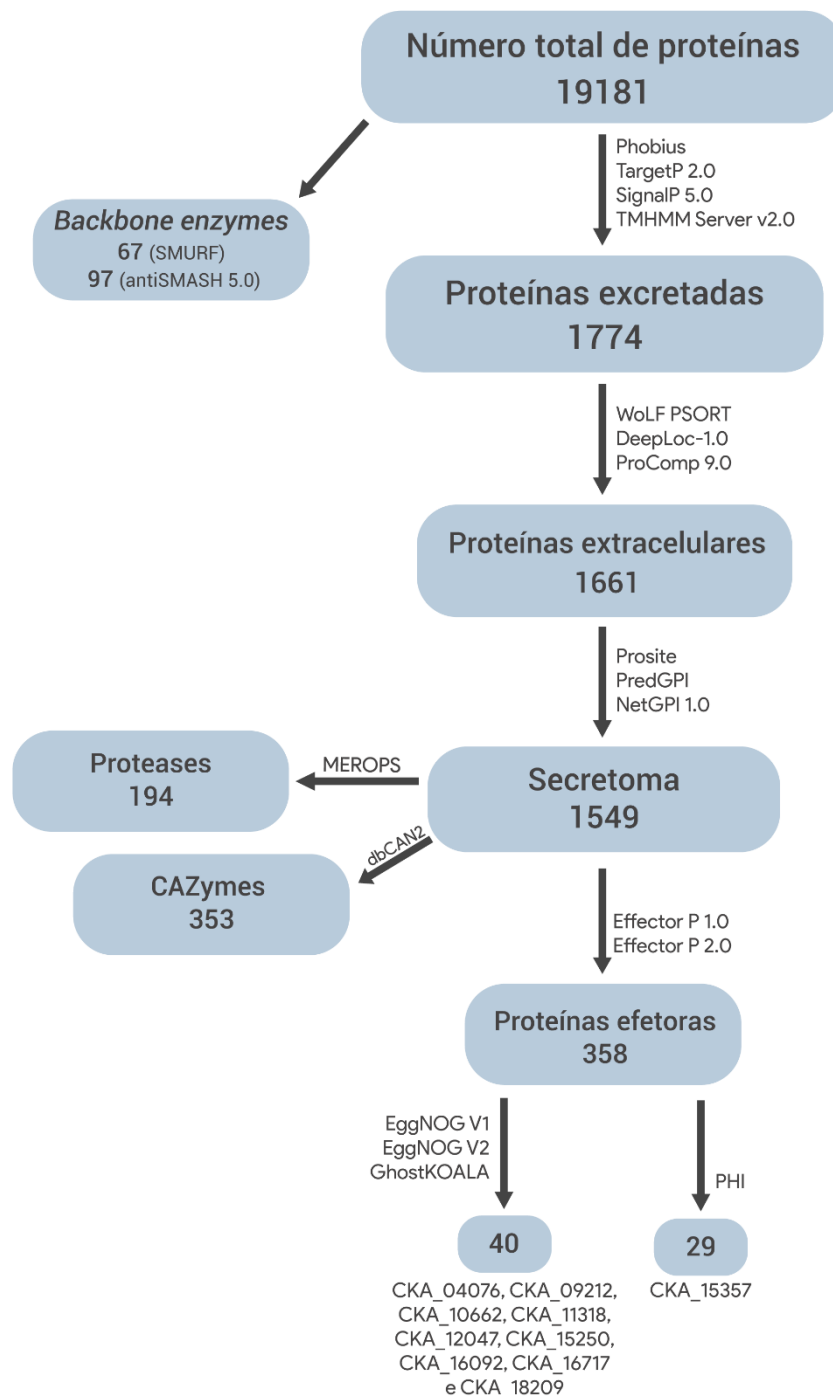 Número total de proteínas
19181
Phobius
TargetP 2.0
SignalP 5.0
TMHMM Server v2.0
Backbone enzymes
67 (SMURF)
97 (antiSMASH 5.0)
Proteínas excretadas
1774
WoLF PSORT
DeepLoc-1.0
ProComp 9.0
Proteínas extracelulares
1661
Prosite
PredGPI
NetGPI 1.0
Proteases
194
MEROPS
Secretoma
1549
dbCAN2
CAZymes
353
Effector P 1.0
Effector P 2.0
Proteínas efetoras
358
EggNOG V1
EggNOG V2
GhostKOALA
PHI
40
29
CKA_04076, CKA_09212,
CKA_10662, CKA_11318,
CKA_12047, CKA_15250,
CKA_16092, CKA_16717
e CKA_18209
CKA_15357